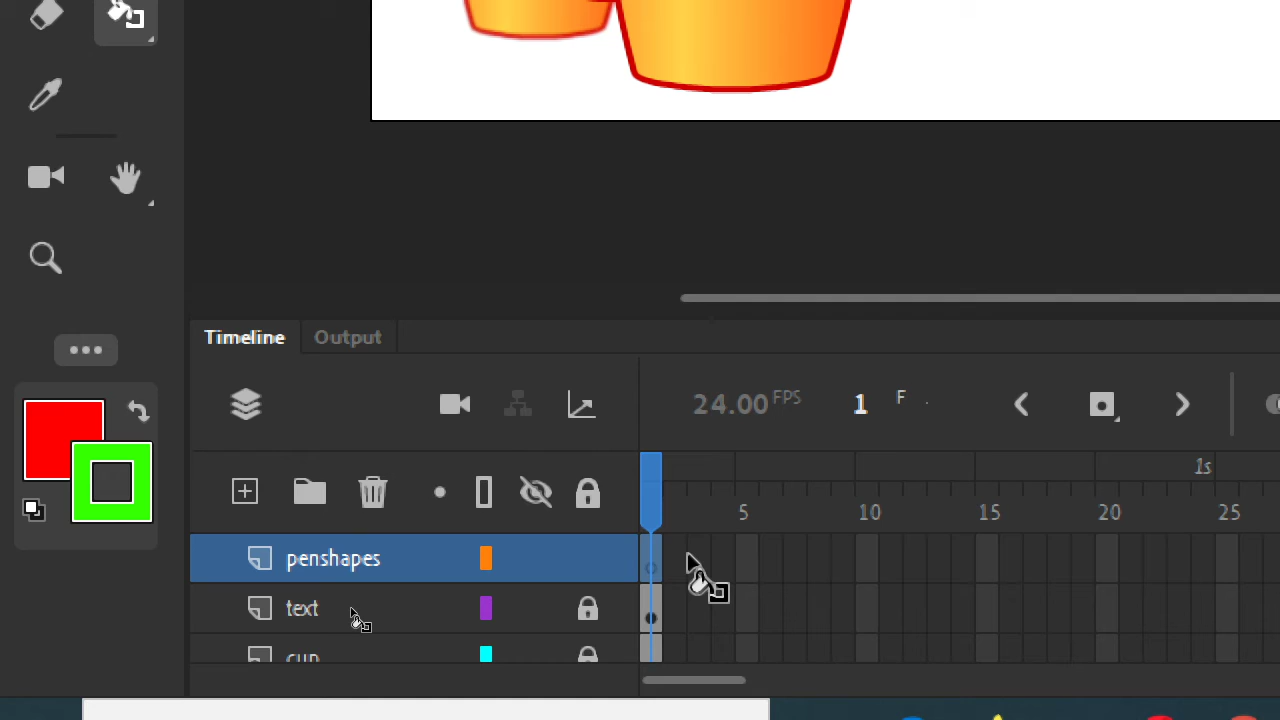 Timeline Output
24.00 FPS 1 F
1s
5 10 15 20 25
penshapes
text
cup